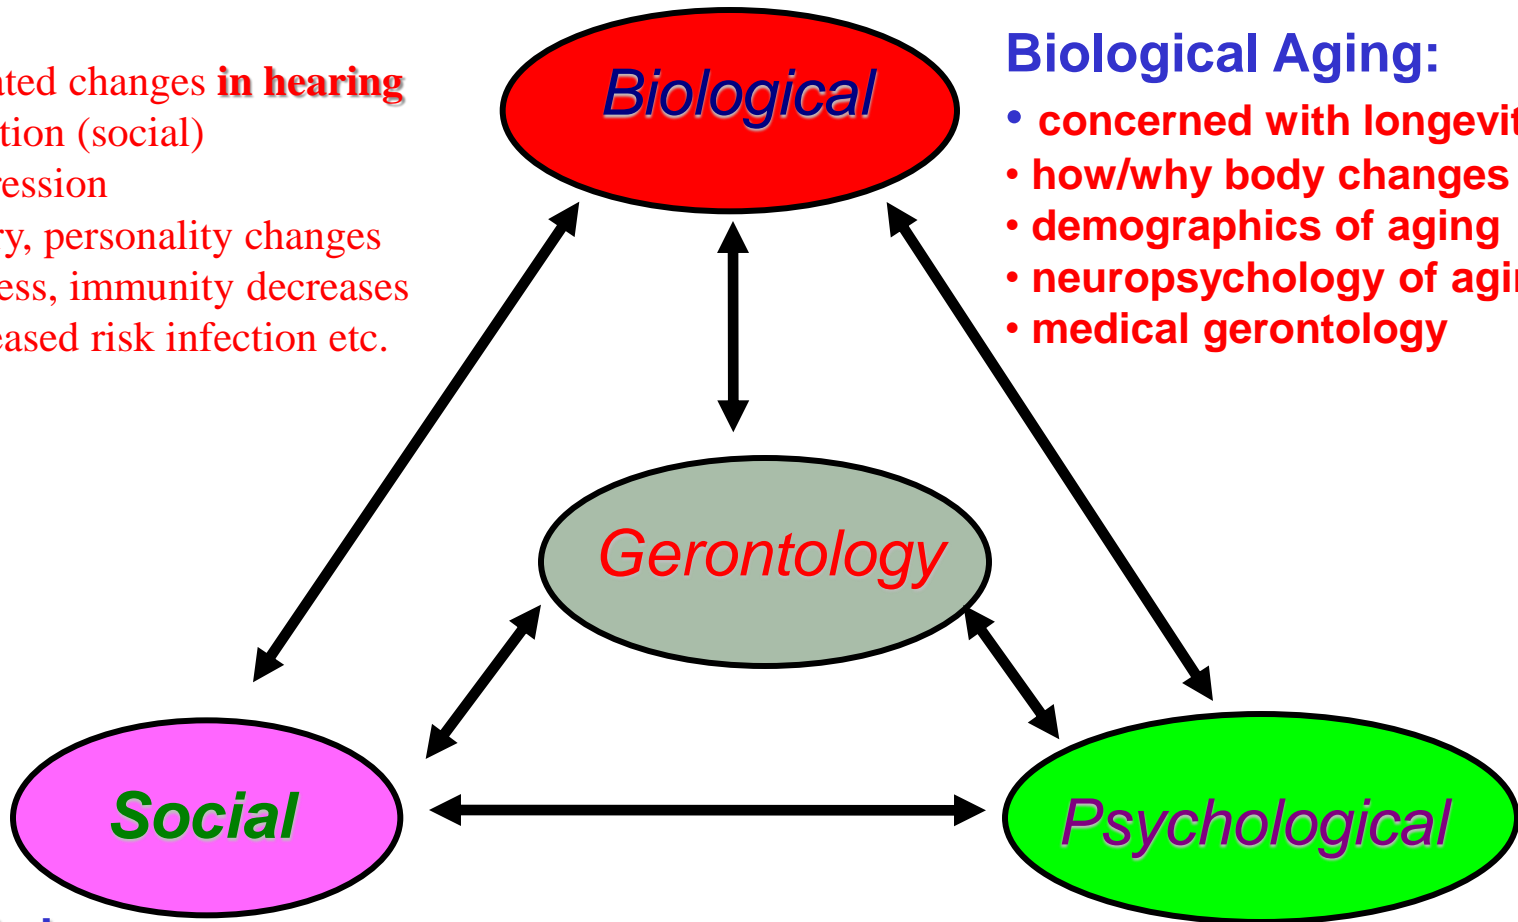 ated changes in hearing
tion (social)
ression
ry, personality changes
ess, immunity decreases
eased risk infection etc.
Biological
Biological Aging:
• concerned with longevit
• how/why body changes
• demographics of aging
• neuropsychology of agi
• medical gerontology
Gerontology
Social
Psychological